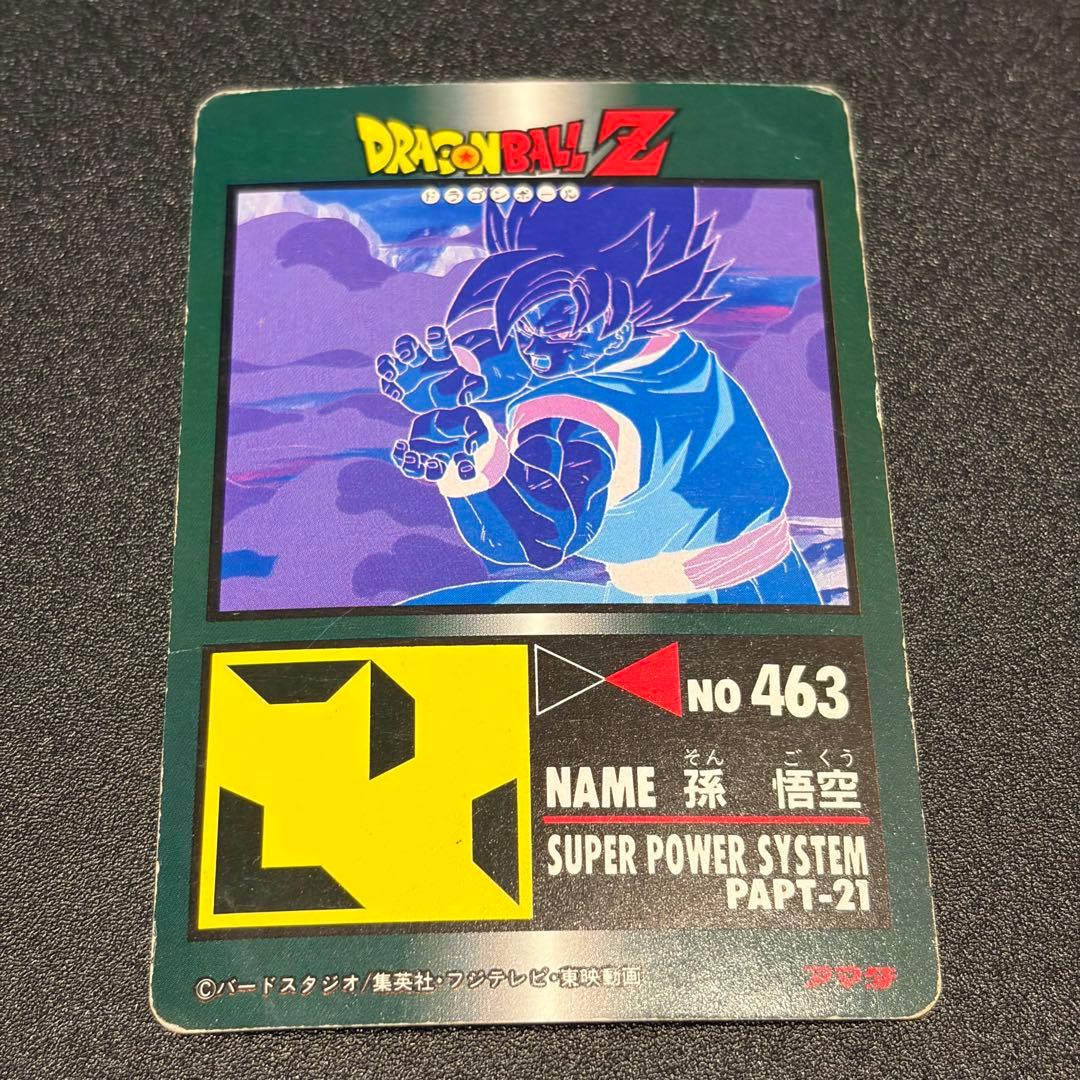 DRAGONBALL Z
ドラゴンボール
NO 463
そん ご くう
NAME 孫 悟空
SUPER POWER SYSTEM
PAPT-21
©バードスタジオ/集英社・フジテレビ・東映動画
アマダ